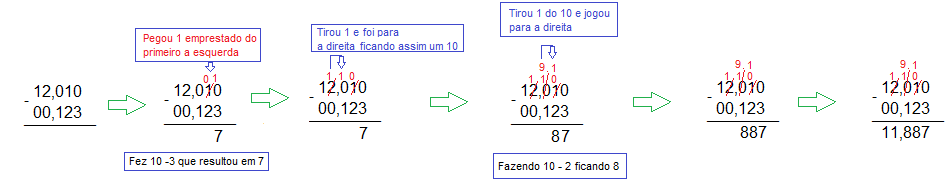 Pegou 1 emprestado do
primeiro a esquerda
Tirou 1 e foi para
a direita ficando assim um 10
Tirou 1 do 10 e jogou
para a direita
12,010
- 00,123
0 1
12,010
- 00,123
7
Fez 10 -3 que resultou em 7
1, 1 0,
12,010
- 00,123
7
9, 1
1, 1 0,
12,010
- 00,123
87
Fazendo 10 - 2 ficando 8
9, 1
1, 1 0,
12,010
- 00,123
887
9, 1
1, 1 0,
12,010
- 00,123
11,887